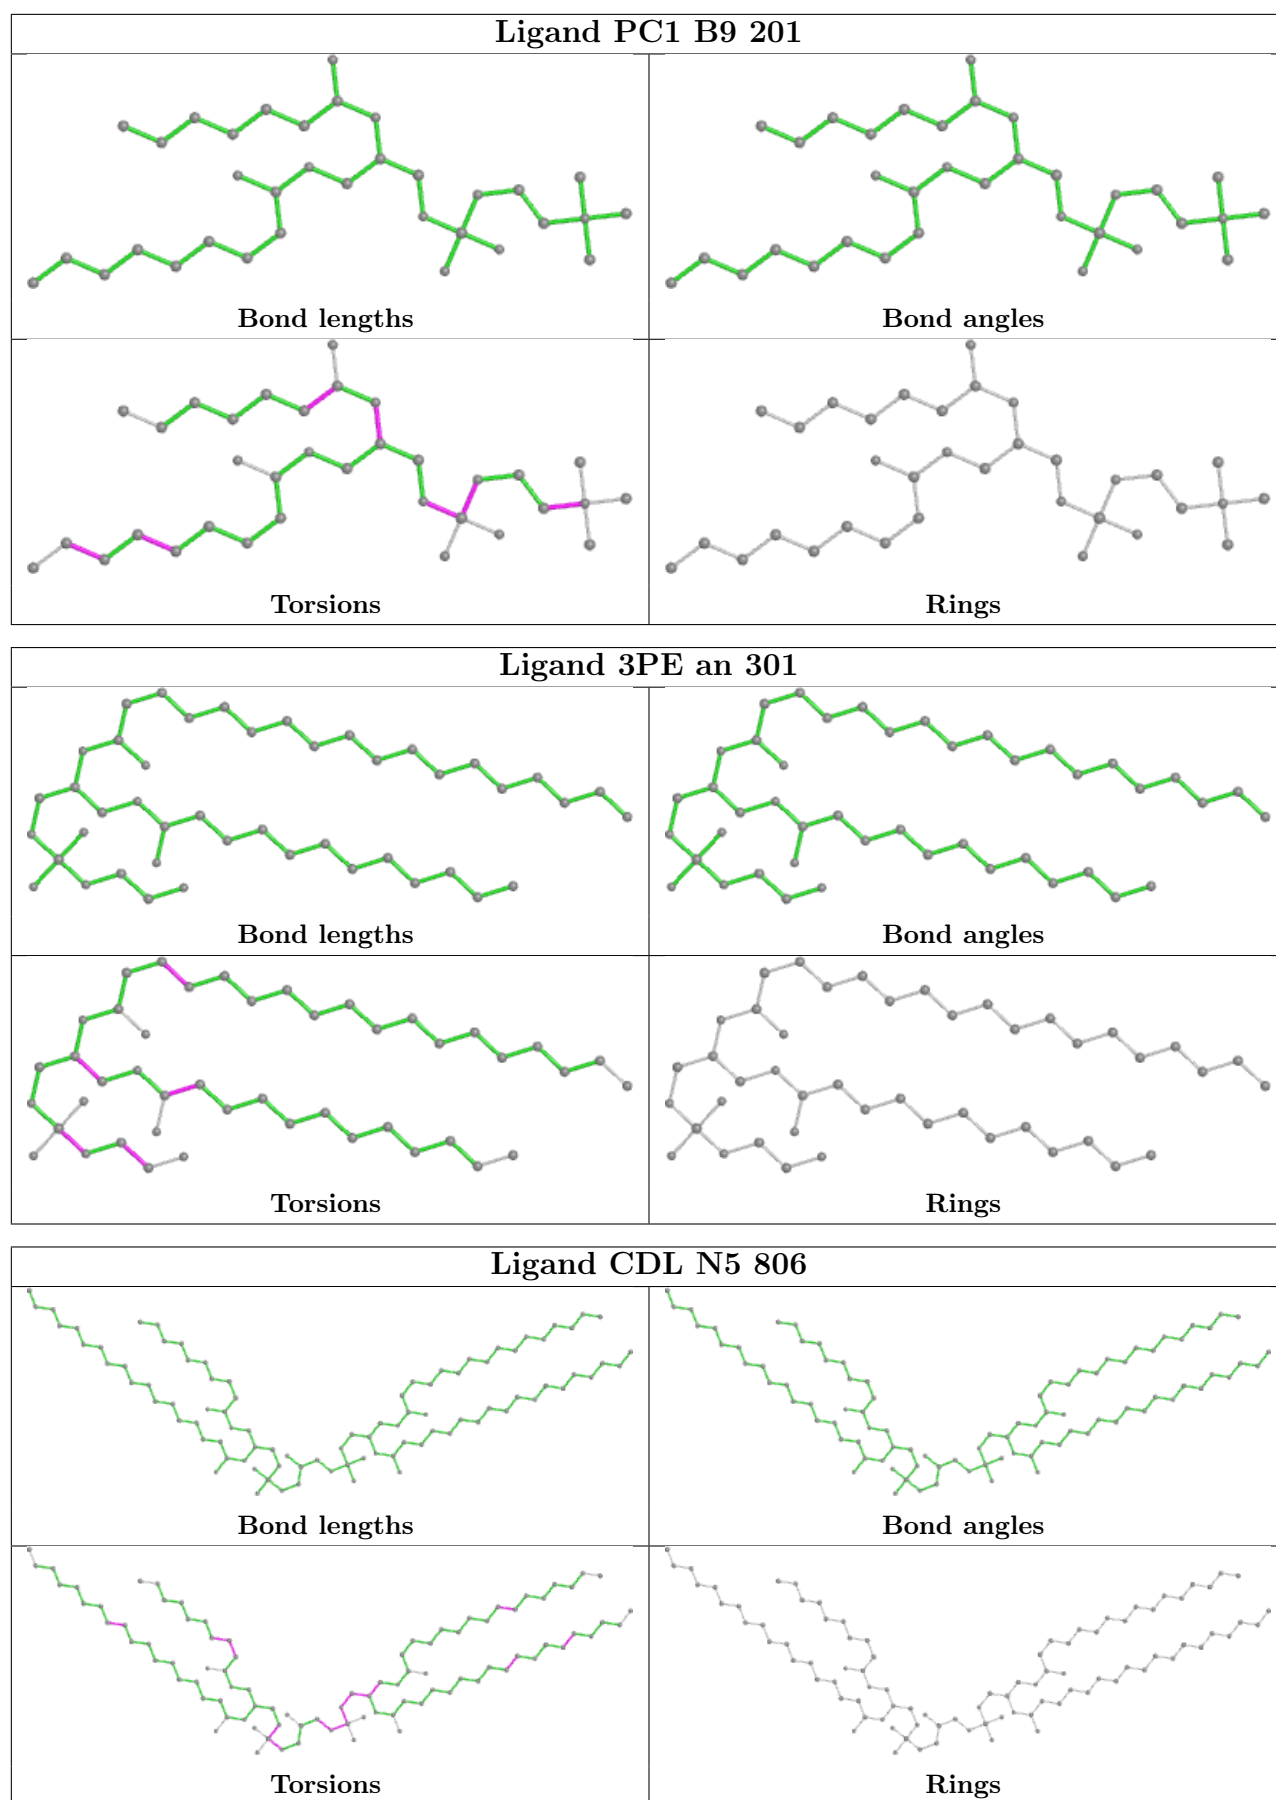 Ligand PC1 B9 201
Bond lengths
Bond angles
Torsions
Rings
Ligand 3PE an 301
Bond lengths
Bond angles
Torsions
Rings
Ligand CDL N5 806
Bond lengths
Bond angles
Torsions
Rings